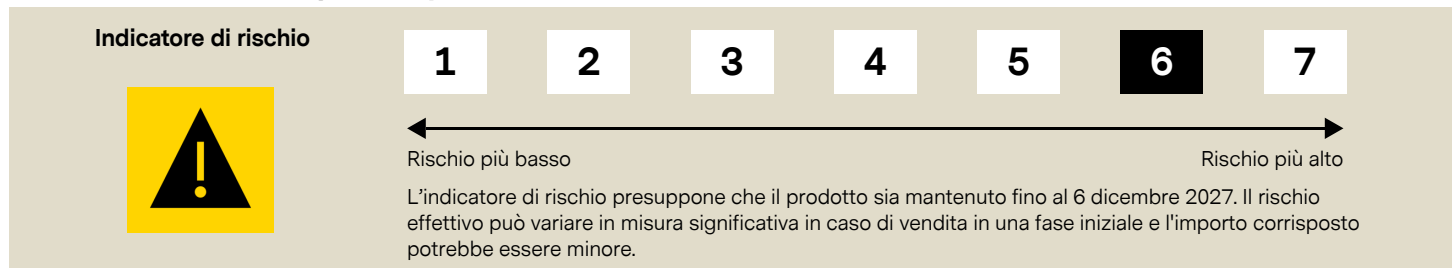 Indicatore di rischio
1 2 3 4 5 6 7
Rischio più basso Rischio più alto
L’indicatore di rischio presuppone che il prodotto sia mantenuto fino al 6 dicembre 2027. Il rischio
effettivo può variare in misura significativa in caso di vendita in una fase iniziale e l'importo corrisposto
potrebbe essere minore.